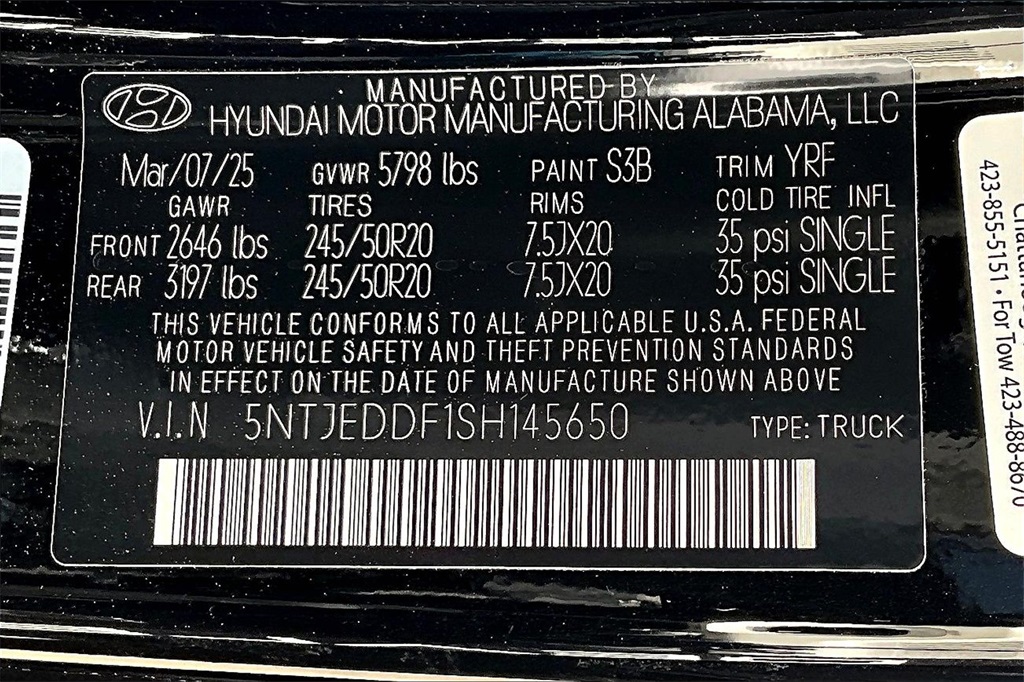 MANUFACTURED BY
HYUNDAI MOTOR MANUFACTURING ALABAMA, LLC
Mar/07/25 GVWR 5798 lbs PAINT S3B TRIM YRF
GAWR TIRES RIMS COLD TIRE INFL
FRONT 2646 lbs 245/50R20 7.5JX20 35 psi SINGLE
REAR 3197 lbs 245/50R20 7.5JX20 35 psi SINGLE
THIS VEHICLE CONFORMS TO ALL APPLICABLE U.S.A. FEDERAL
MOTOR VEHICLE SAFETY AND THEFT PREVENTION STANDARDS
IN EFFECT ON THE DATE OF MANUFACTURE SHOWN ABOVE
V.I.N 5NTJEDDF1SH145650 TYPE: TRUCK
423-855-5151 • For Tow 423-488-8670